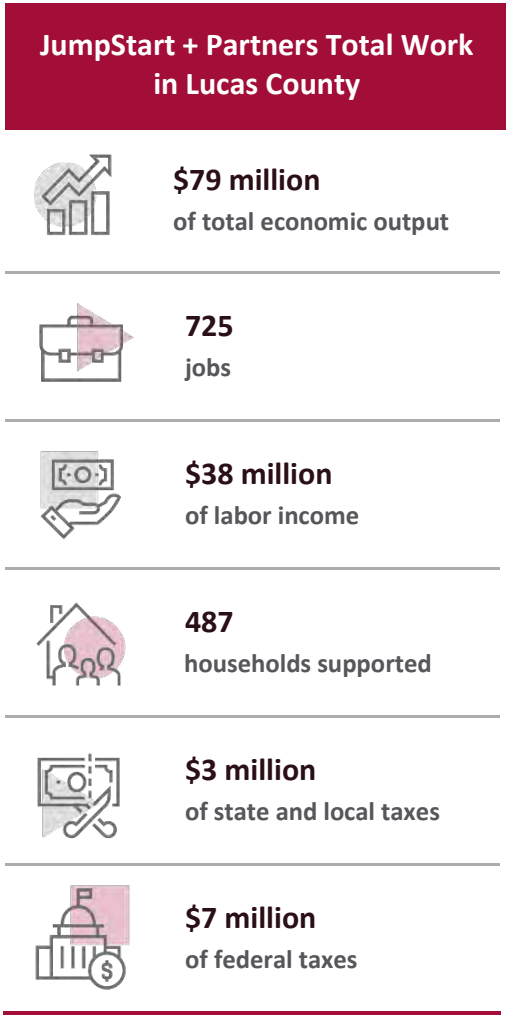 JumpStart + Partners Total Work
in Lucas County
$79 million
of total economic output
725
jobs
$38 million
of labor income
487
households supported
$3 million
of state and local taxes
$7 million
of federal taxes
$